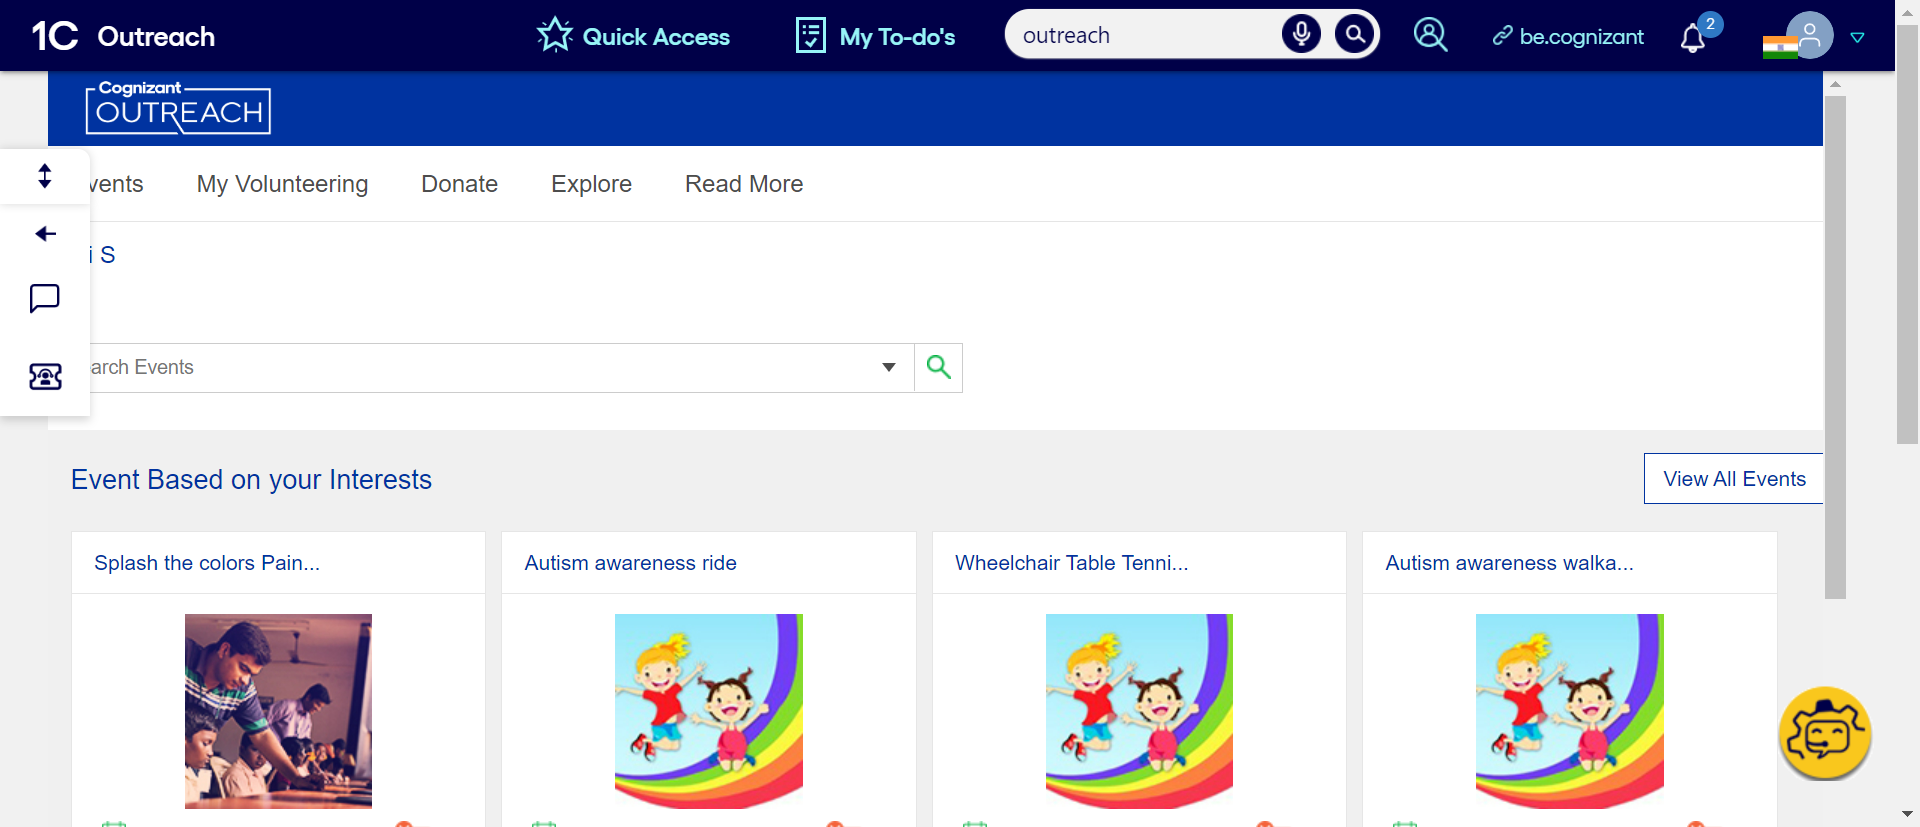 1C Outreach Quick Access My To-do's outreach be.cognizant 2
Cognizant
OUTREACH
vents My Volunteering Donate Explore Read More
i S
arch Events
Event Based on your Interests View All Events
Splash the colors Pain... Autism awareness ride Wheelchair Table Tenni... Autism awareness walka...